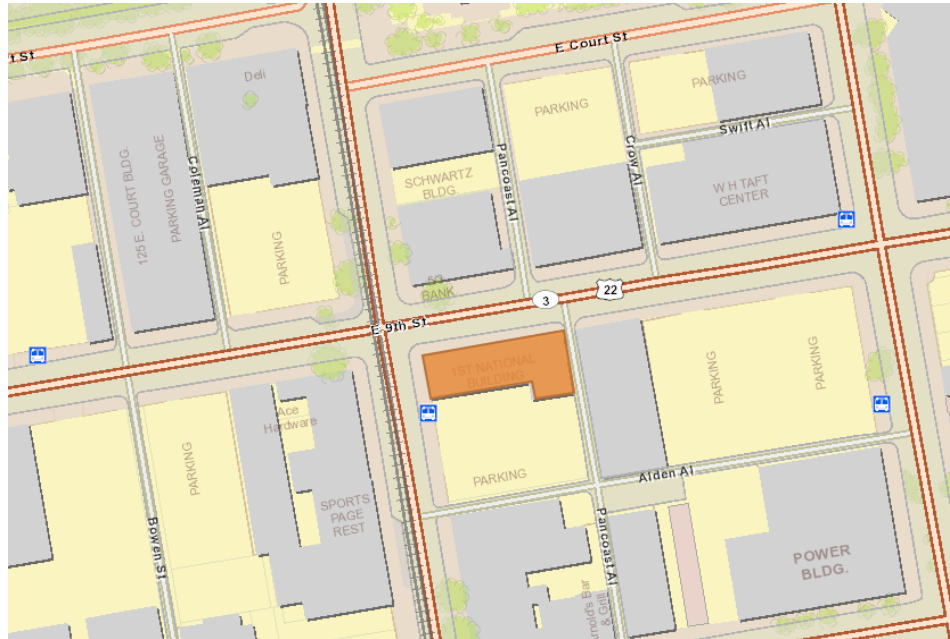 t St
E Court St
Deli
PARKING
PARKING
Swift Al
Pancoast Al
Crow Al
Coleman Al
125 E. COURT BLDG.
PARKING GARAGE
SCHWARTZ
BLDG.
W H TAFT
CENTER
PARKING
5/3
BANK
3
22
E 9th St
1ST NATIONAL
BUILDING
PARKING
PARKING
Ace
Hardware
PARKING
PARKING
Alden Al
SPORTS
PAGE
REST
Bowen St
Pancoast Al
Arnold's Bar
& Grill
POWER
BLDG.